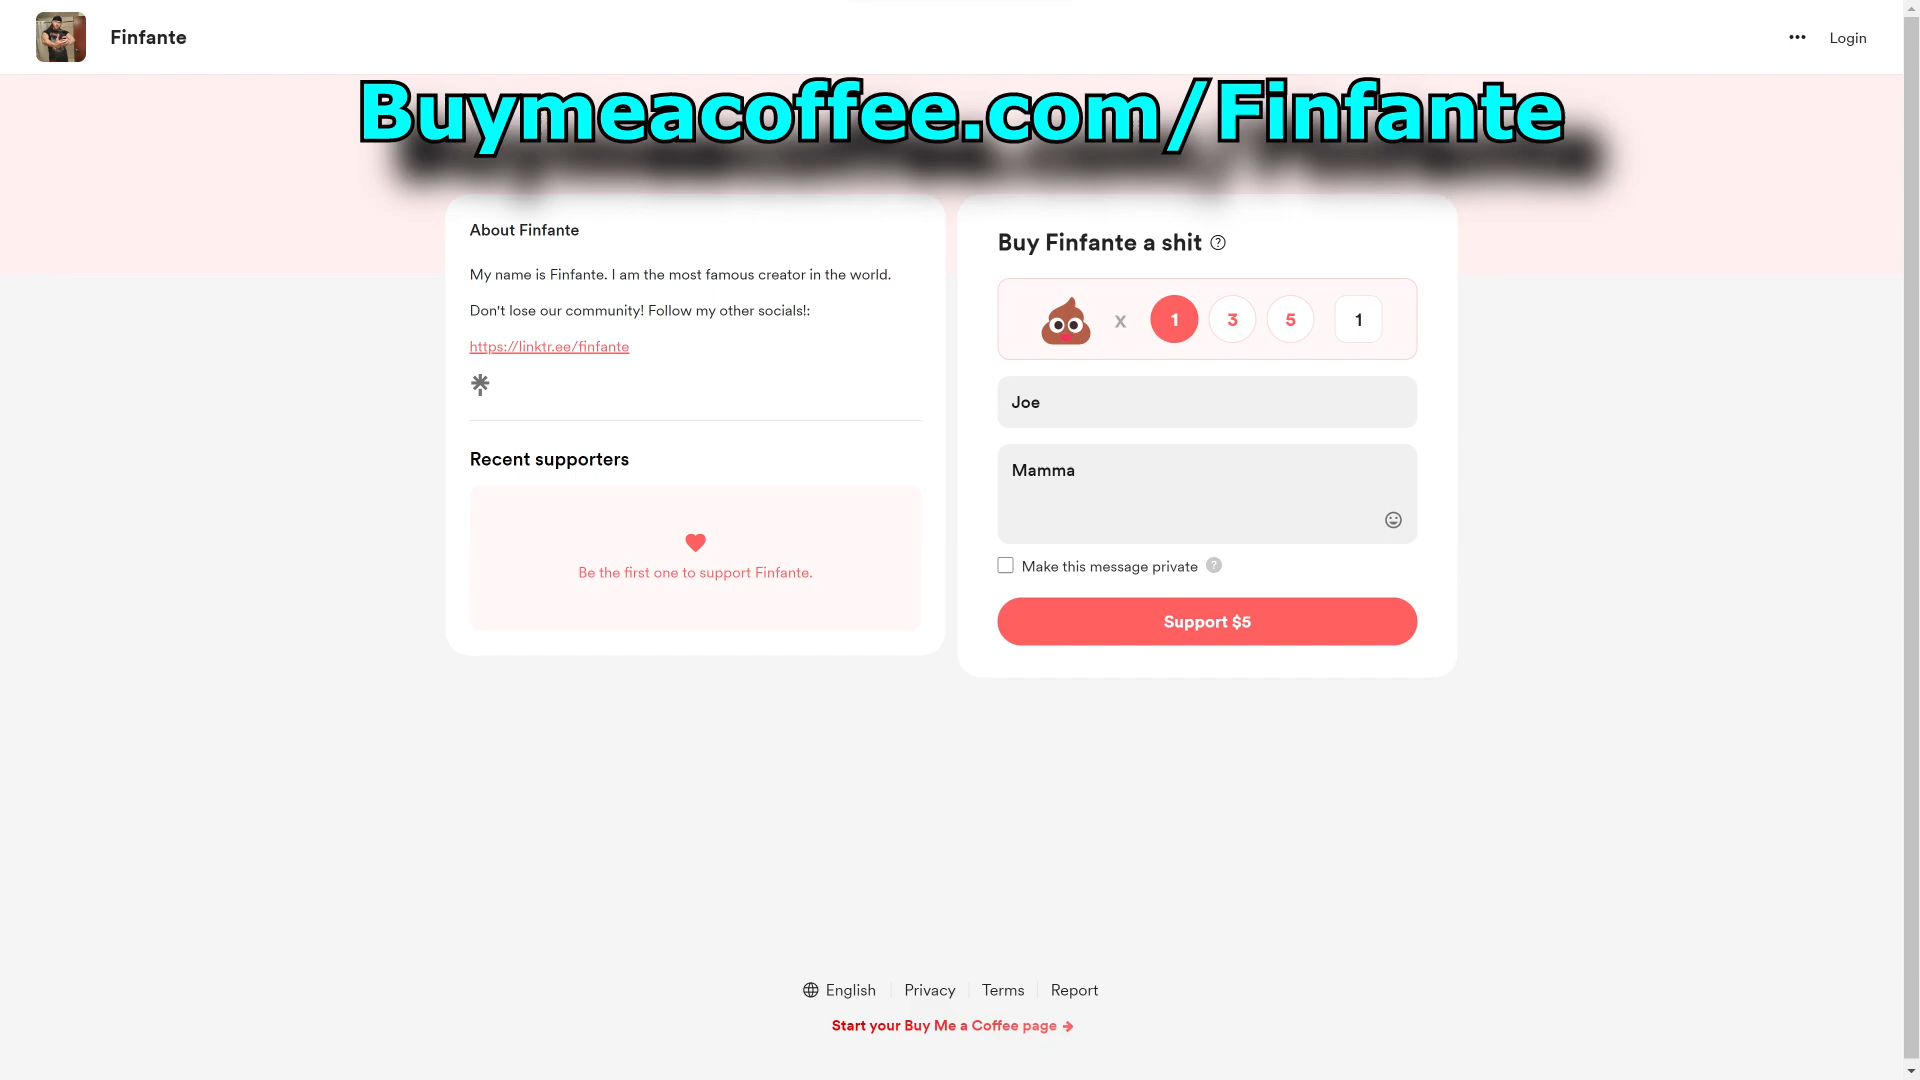 Finfante
••• Login
Buymeacoffee.com/Finfante
About Finfante
My name is Finfante. I am the most famous creator in the world.
Don't lose our community! Follow my other socials!:
https://linktr.ee/finfante
Recent supporters
Be the first one to support Finfante.
Buy Finfante a shit ?
x 1 3 5 1
Joe
Mamma
Make this message private ?
Support $5
English Privacy Terms Report
Start your Buy Me a Coffee page →